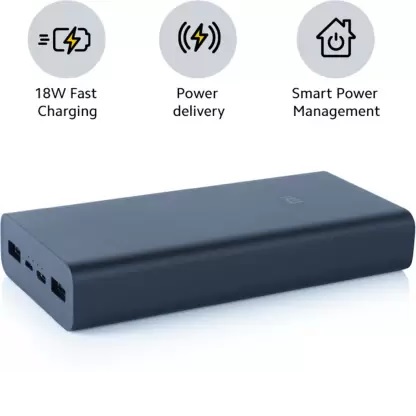 18W Fast
Charging
Power
delivery
Smart Power
Management